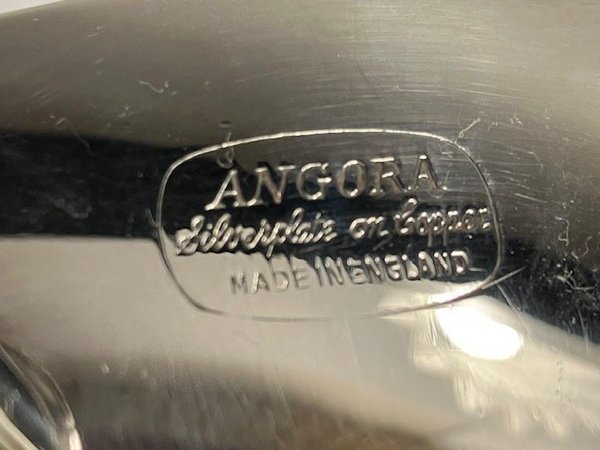 ANGORA
Silverplate on Copper
MADE IN ENGLAND